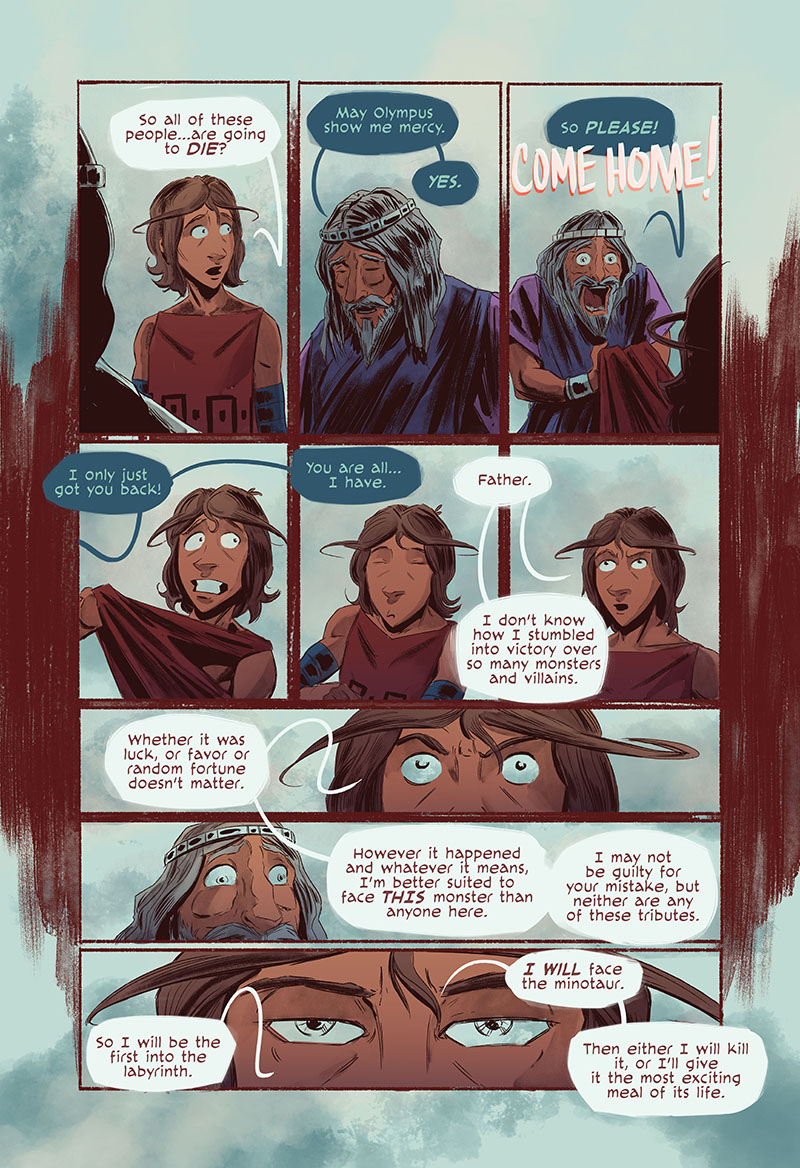 So all of these
people...are going
to DIE?
May Olympus
show me mercy.
YES.
So PLEASE!
COME HOME!
I only just
got you back!
You are all...
I have.
Father.
I don't know
how I stumbled
into victory over
so many monsters
and villains.
Whether it was
luck, or favor or
random fortune
doesn't matter.
However it happened
and whatever it means,
I'm better suited to
face THIS monster than
anyone here.
I may not
be guilty for
your mistake, but
neither are any
of these tributes.
So I will be the
first into the
labyrinth.
I WILL face
the minotaur.
Then either I will kill
it, or I'll give
it the most exciting
meal of its life.